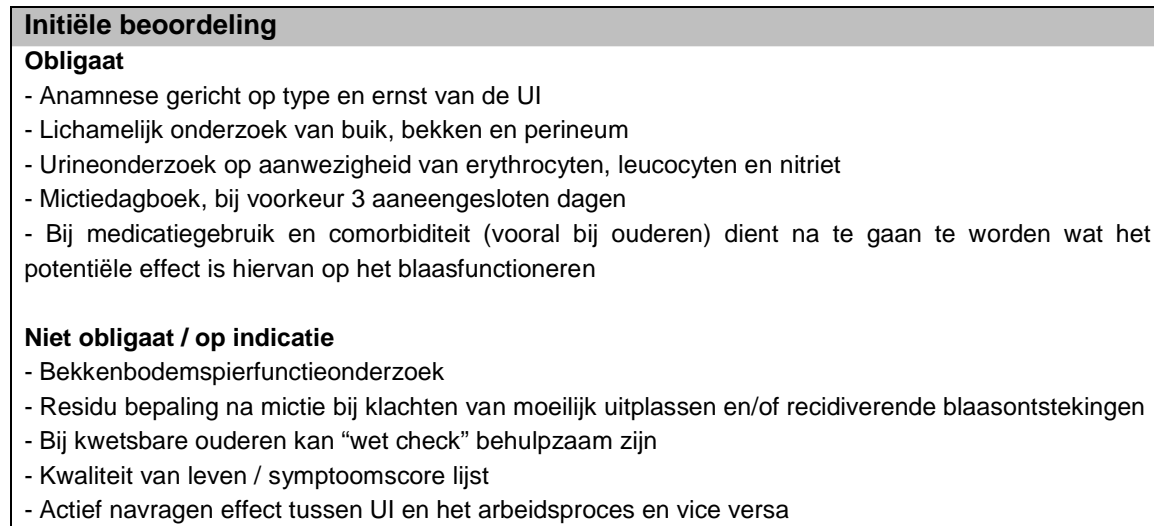 Initiële beoordeling
Obligaat
- Anamnese gericht op type en ernst van de UI
- Lichamelijk onderzoek van buik, bekken en perineum
- Urineonderzoek op aanwezigheid van erythrocyten, leucocyten en nitriet
- Mictiedagboek, bij voorkeur 3 aaneengesloten dagen
- Bij medicatiegebruik en comorbiditeit (vooral bij ouderen) dient na te gaan te worden wat het
potentiële effect is hiervan op het blaasfunctioneren
Niet obligaat / op indicatie
- Bekkenbodemspierfunctieonderzoek
- Residu bepaling na mictie bij klachten van moeilijk uitplassen en/of recidiverende blaasontstekingen
- Bij kwetsbare ouderen kan “wet check” behulpzaam zijn
- Kwaliteit van leven / symptoomscore lijst
- Actief navragen effect tussen UI en het arbeidsproces en vice versa